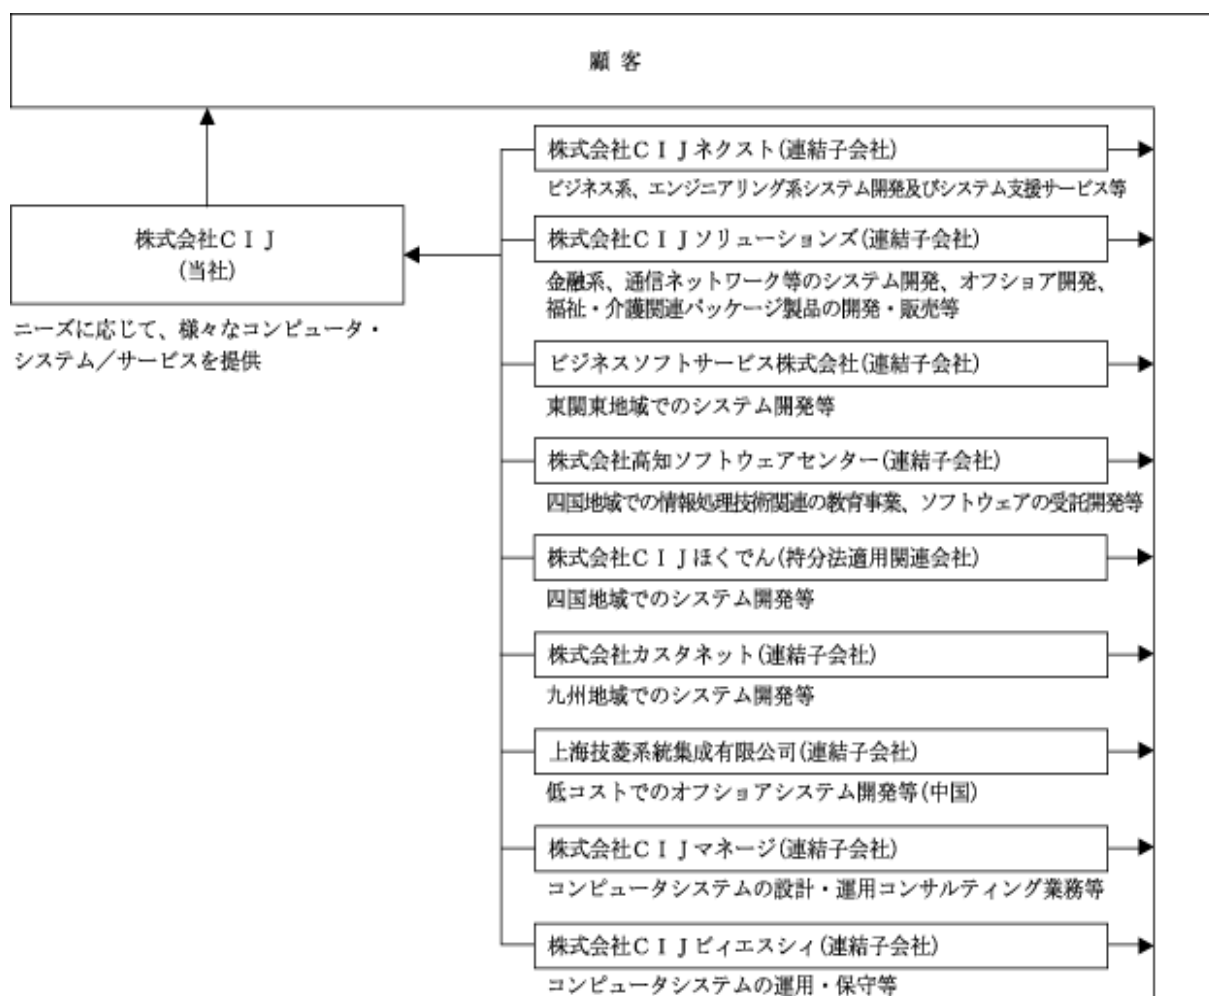 顧 客
株式会社CIJ
(当社)
ニーズに応じて、様々なコンピュータ・
システム／サービスを提供
株式会社CIJネクスト(連結子会社)
ビジネス系、エンジニアリング系システム開発及びシステム支援サービス等
株式会社CIJソリューションズ(連結子会社)
金融系、通信ネットワーク等のシステム開発、オフショア開発、
福祉・介護関連パッケージ製品の開発・販売等
ビジネスソフトサービス株式会社(連結子会社)
東関東地域でのシステム開発等
株式会社高知ソフトウェアセンター(連結子会社)
四国地域での情報処理技術関連の教育事業、ソフトウェアの受託開発等
株式会社CIJほくでん(持分法適用関連会社)
四国地域でのシステム開発等
株式会社カスタネット(連結子会社)
九州地域でのシステム開発等
上海技菱系統集成有限公司(連結子会社)
低コストでのオフショアシステム開発等(中国)
株式会社CIJマネージ(連結子会社)
コンピュータシステムの設計・運用コンサルティング業務等
株式会社CIJビィエスシィ(連結子会社)
コンピュータシステムの運用・保守等